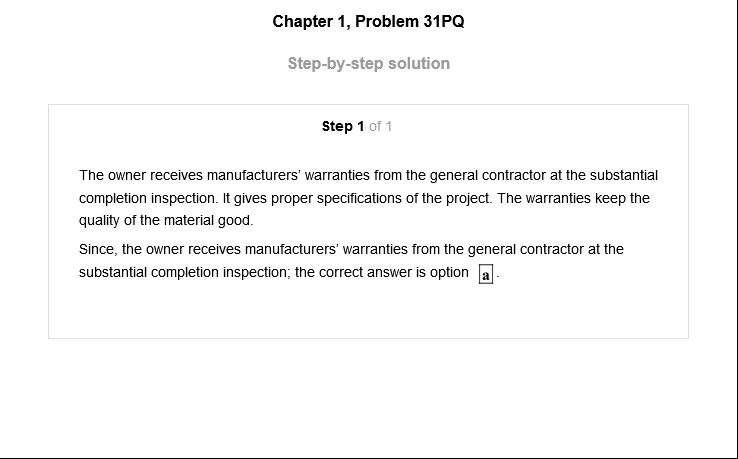 Chapter 1, Problem 31PQ
Step-by-step solution
Step 1 of 1
The owner receives manufacturers' warranties from the general contractor at the substantial
completion inspection. It gives proper specifications of the project. The warranties keep the
quality of the material good.
Since, the owner receives manufacturers' warranties from the general contractor at the
substantial completion inspection; the correct answer is option a.